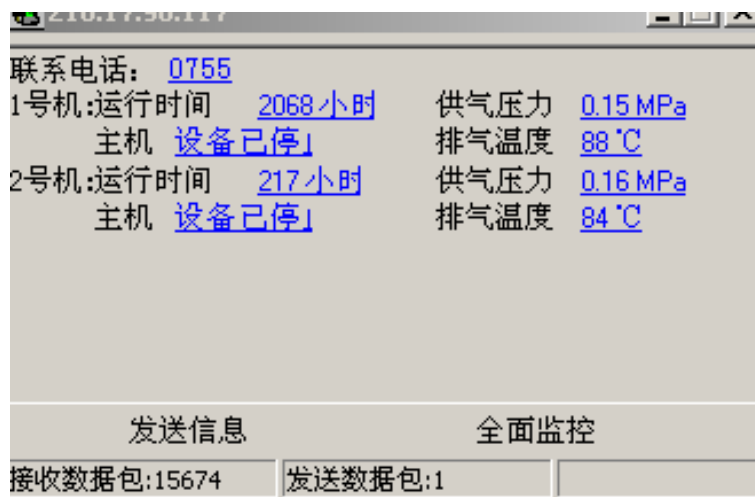 联系电话: 0755
1号机:运行时间 2068小时 供气压力 0.15 MPa
主机 设备已停 排气温度 88 ℃
2号机:运行时间 217小时 供气压力 0.16 MPa
主机 设备已停 排气温度 84 ℃
发送信息 全面监控
接收数据包:15674 发送数据包:1